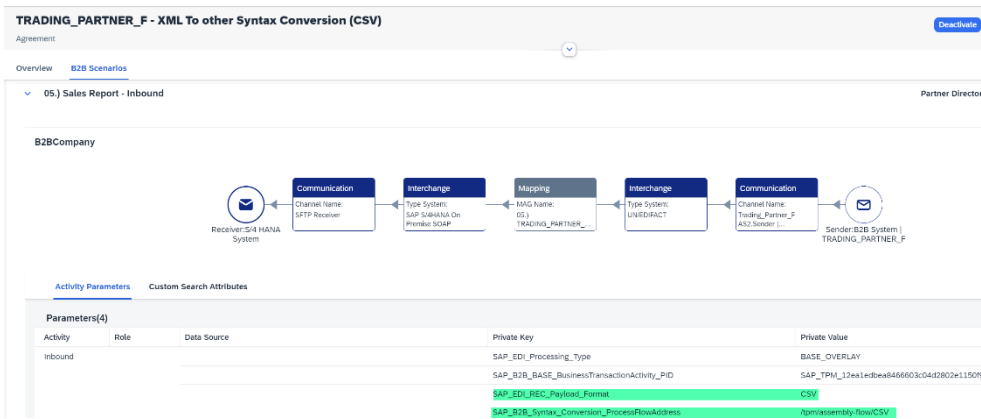 TRADING_PARTNER_F - XML To other Syntax Conversion (CSV)
Deactivate
Agreement
Overview B2B Scenarios
05.) Sales Report - Inbound
Partner Director
B2BCompany
Communication
Channel Name:
SFTP Receiver
Interchange
Type System:
SAP S/4HANA On
Premise SOAP
Mapping
MAG Name:
05.)
TRADING_PARTNER_...
Interchange
Type System:
UN/EDIFACT
Communication
Channel Name:
Trading_Partner_F
AS2.Sender |...
Receiver:S/4 HANA
System
Sender:B2B System |
TRADING_PARTNER_F
Activity Parameters Custom Search Attributes
Parameters(4)
Activity Role Data Source Private Key Private Value
Inbound SAP_EDI_Processing_Type BASE_OVERLAY
SAP_B2B_BASE_BusinessTransactionActivity_PID SAP_TPM_12ea1edbea8466603c04d2802e1150f9
SAP_EDI_REC_Payload_Format CSV
SAP_B2B_Syntax_Conversion_ProcessFlowAddress /tpm/assembly-flow/CSV